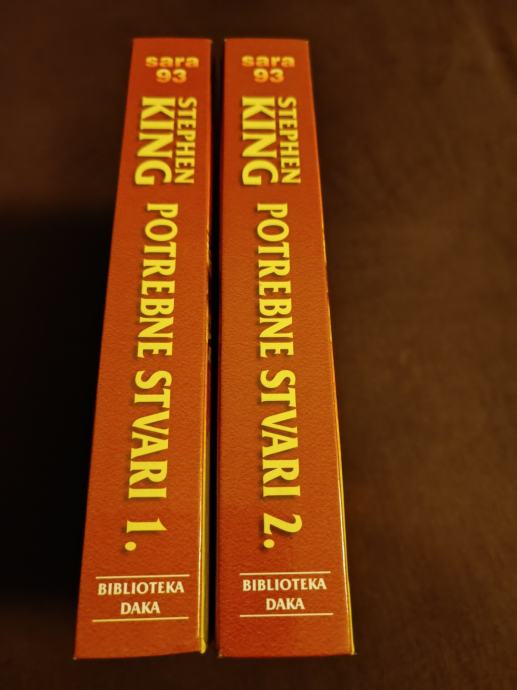 sara
93
STEPHEN
KING
POTREBNE STVARI 1.
BIBLIOTEKA
DAKA
sara
93
STEPHEN
KING
POTREBNE STVARI 2.
BIBLIOTEKA
DAKA